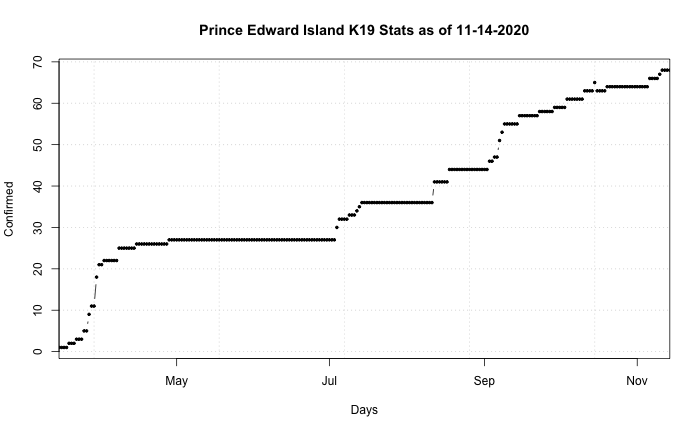 Prince Edward Island K19 Stats as of 11-14-2020
Confirmed
70
60
50
40
30
20
10
0
May Jul Sep Nov
Days